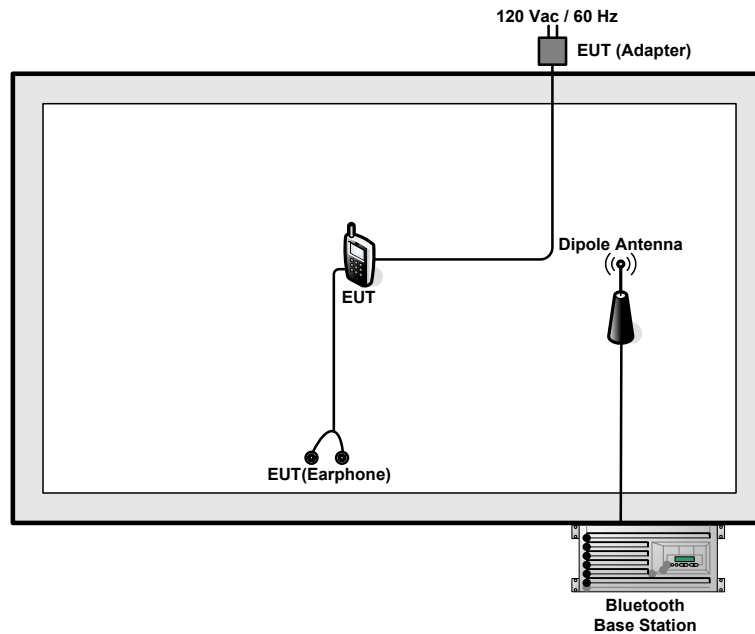 120 Vac / 60 Hz
EUT (Adapter)
Dipole Antenna
EUT
EUT(Earphone)
Bluetooth
Base Station